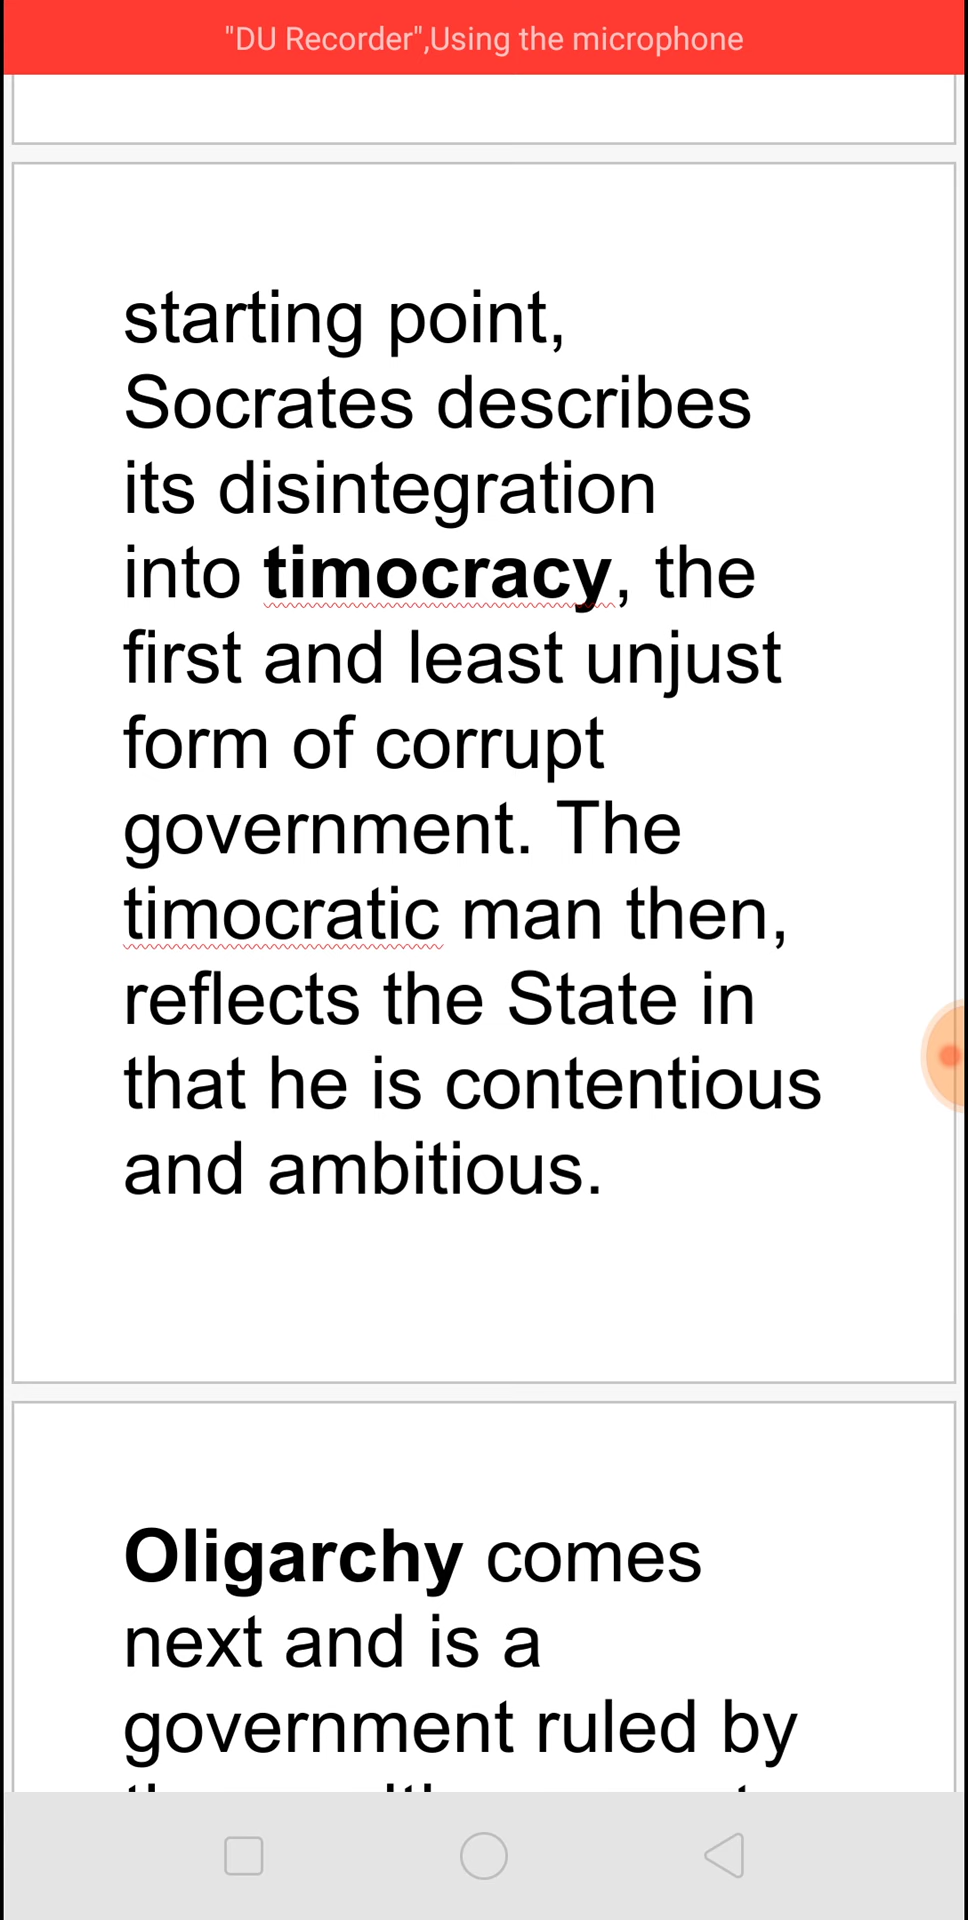 "DU Recorder",Using the microphone
starting point,
Socrates describes
its disintegration
into timocracy, the
first and least unjust
form of corrupt
government. The
timocratic man then,
reflects the State in
that he is contentious
and ambitious.
Oligarchy comes
next and is a
government ruled by